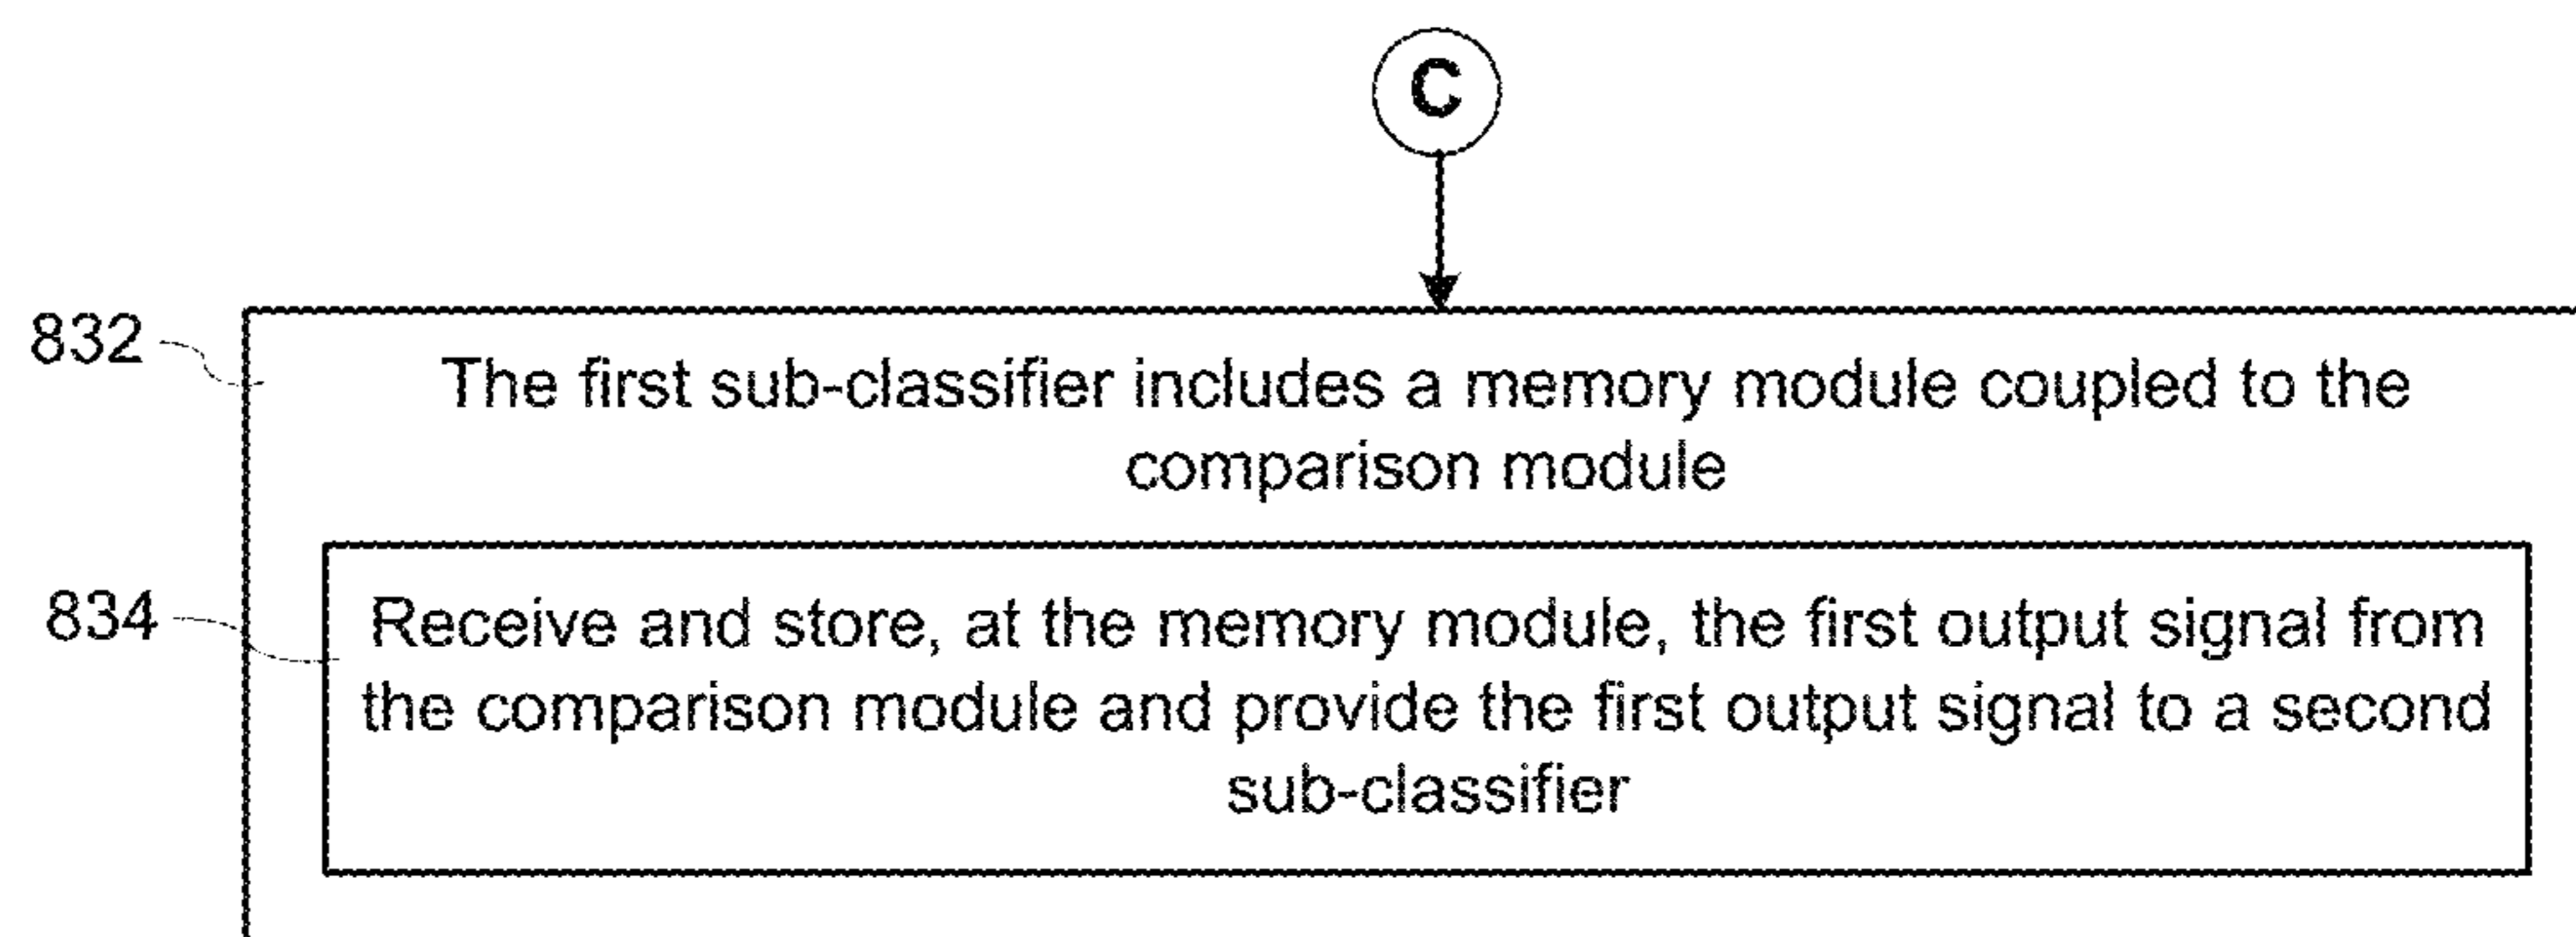 C
832
The first sub-classifier includes a memory module coupled to the
comparison module
834
Receive and store, at the memory module, the first output signal from
the comparison module and provide the first output signal to a second
sub-classifier